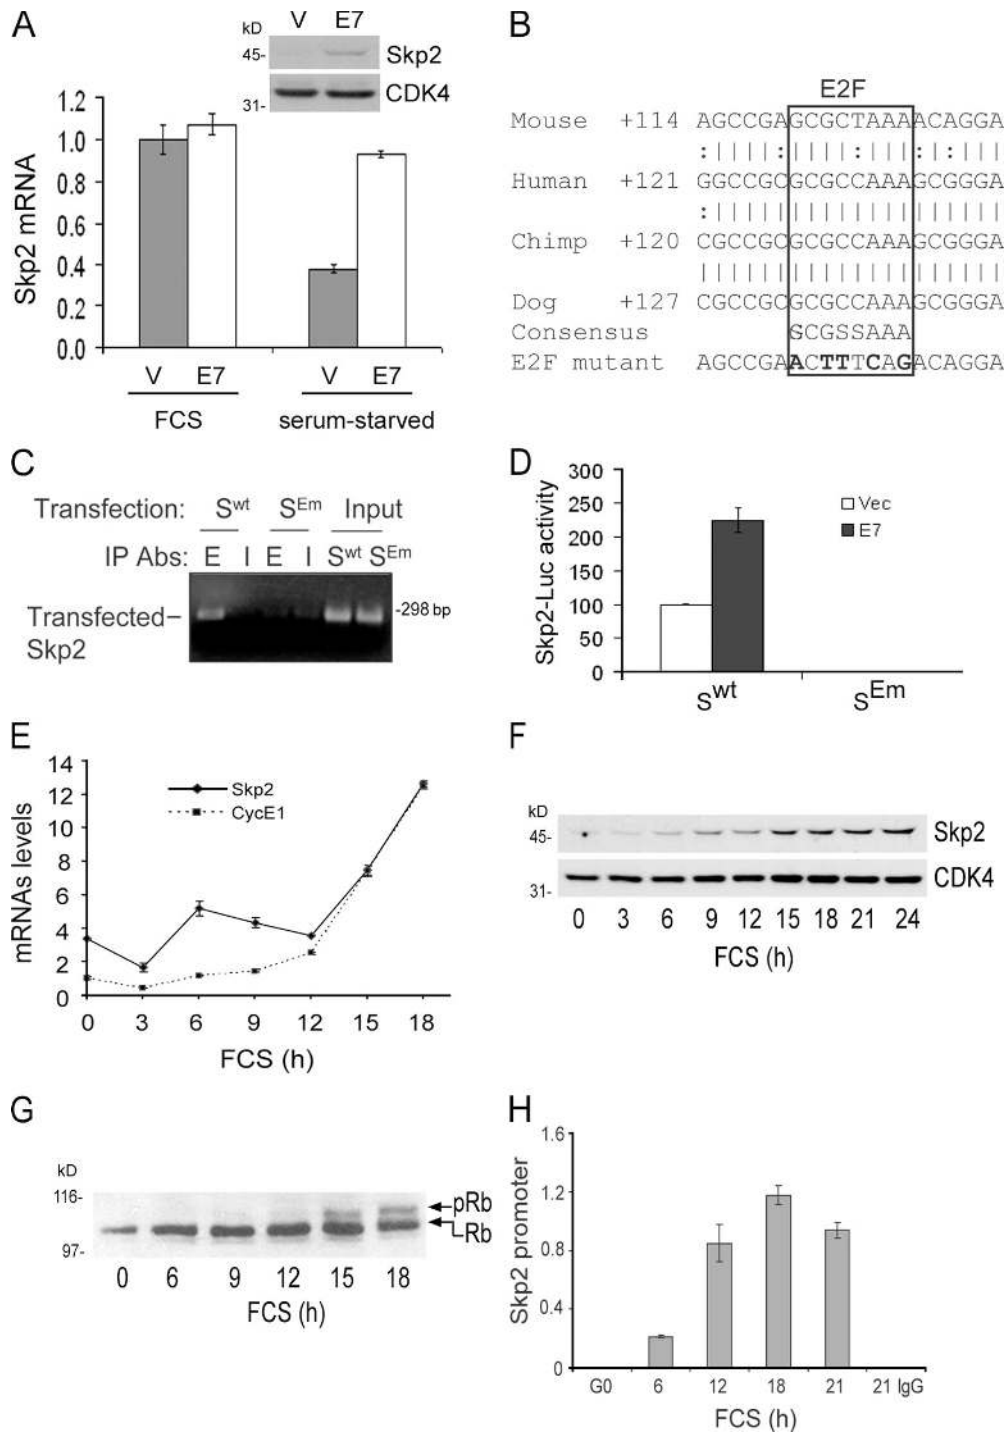 A
kD
V E7
45-
Skp2
31-
CDK4
Skp2 mRNA
1.2
1.0
0.8
0.6
0.4
0.2
0.0
V E7 V E7
FCS serum-starved
B
E2F
Mouse +114 AGCCGAGCGCTAAAACAGGA
:||||:||||:|||:|:|||
Human +121 GGCCGCGCGCCAAAGCGGGA
:|||||||||||||||||||
Chimp +120 CGCCGCGCGCCAAAGCGGGA
||||||||||||||||||||
Dog +127 CGCCGCGCGCCAAAGCGGGA
Consensus SCGSSAAA
E2F mutant AGCCGAACTTTCAGACAGGA
C
Transfection: Swt SEm Input
IP Abs: E I E I Swt SEm
Transfected
Skp2
-298 bp
D
Skp2-Luc activity
300
250
200
150
100
50
0
Vec
E7
Swt SEm
E
mRNAs levels
14
12
10
8
6
4
2
0
Skp2
CycE1
0 3 6 9 12 15 18
FCS (h)
F
kD
45-
Skp2
31-
CDK4
0 3 6 9 12 15 18 21 24
FCS (h)
G
kD
116-
97-
pRb
Rb
0 6 9 12 15 18
FCS (h)
H
Skp2 promoter
1.6
1.2
0.8
0.4
0
G0 6 12 18 21 21 IgG
FCS (h)